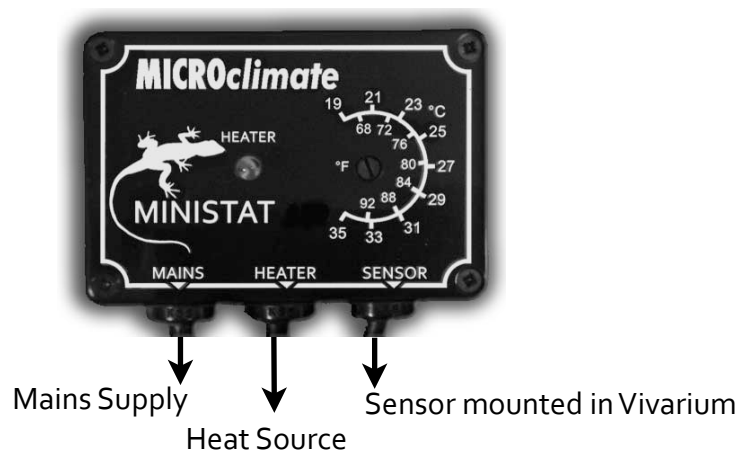 MICROclimate
19 21 23 °C
68 72 25
76
HEATER
°F 80 27
84 29
MINISTAT
92 88 31
35 33
MAINS HEATER SENSOR
Mains Supply
Sensor mounted in Vivarium
Heat Source